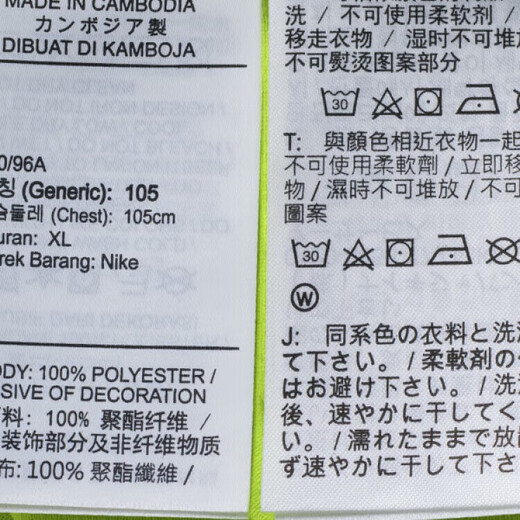 MADE IN CAMBODIA
カンボジア製
DIBUAT DI KAMBOJA
0/96A
칭 (Generic): 105
슴둘레 (Chest): 105cm
uran: XL
rek Barang: Nike
ODY: 100% POLYESTER /
SIVE OF DECORATION
料: 100% 聚酯纤维 /
装饰部分及非纤维物质
布: 100% 聚酯纖維 /
洗 / 不可使用柔软剂 /
移走衣物 / 湿时不可堆放
不可熨烫图案部分
30
T: 與顏色相近衣物一起
不可使用柔軟劑 / 立即移
物 / 濕時不可堆放 / 不可
圖案
30
W
J: 同系色の衣料と洗濯
て下さい。/ 柔軟剤の
はお避け下さい。/ 洗濯
後、速やかに干してく
い。/ 濡れたままで放置
ず速やかに干して下さ